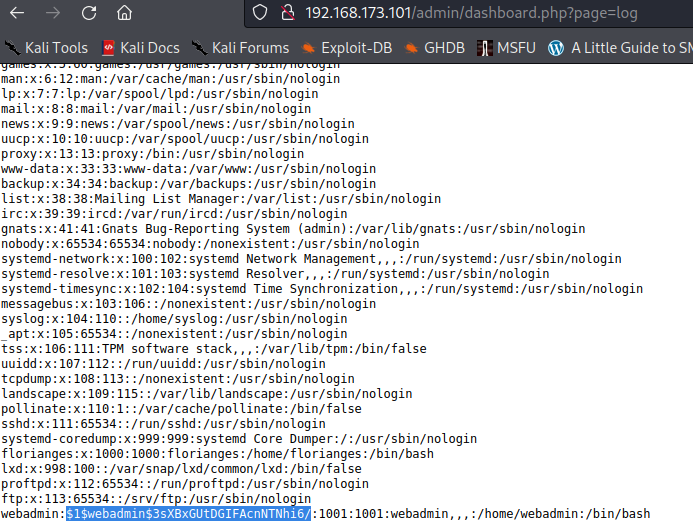 192.168.173.101/admin/dashboard.php?page=log
Kali Tools Kali Docs Kali Forums Exploit-DB GHDB MSFU A Little Guide to SM
games:x:5:60:games:/usr/games:/usr/sbin/nologin
man:x:6:12:man:/var/cache/man:/usr/sbin/nologin
lp:x:7:7:lp:/var/spool/lpd:/usr/sbin/nologin
mail:x:8:8:mail:/var/mail:/usr/sbin/nologin
news:x:9:9:news:/var/spool/news:/usr/sbin/nologin
uucp:x:10:10:uucp:/var/spool/uucp:/usr/sbin/nologin
proxy:x:13:13:proxy:/bin:/usr/sbin/nologin
www-data:x:33:33:www-data:/var/www:/usr/sbin/nologin
backup:x:34:34:backup:/var/backups:/usr/sbin/nologin
list:x:38:38:Mailing List Manager:/var/list:/usr/sbin/nologin
irc:x:39:39:ircd:/var/run/ircd:/usr/sbin/nologin
gnats:x:41:41:Gnats Bug-Reporting System (admin):/var/lib/gnats:/usr/sbin/nologin
nobody:x:65534:65534:nobody:/nonexistent:/usr/sbin/nologin
systemd-network:x:100:102:systemd Network Management,,,:/run/systemd:/usr/sbin/nologin
systemd-resolve:x:101:103:systemd Resolver,,,:/run/systemd:/usr/sbin/nologin
systemd-timesync:x:102:104:systemd Time Synchronization,,,:/run/systemd:/usr/sbin/nologin
messagebus:x:103:106::/nonexistent:/usr/sbin/nologin
syslog:x:104:110::/home/syslog:/usr/sbin/nologin
_apt:x:105:65534::/nonexistent:/usr/sbin/nologin
tss:x:106:111:TPM software stack,,,:/var/lib/tpm:/bin/false
uuidd:x:107:112::/run/uuidd:/usr/sbin/nologin
tcpdump:x:108:113::/nonexistent:/usr/sbin/nologin
landscape:x:109:115::/var/lib/landscape:/usr/sbin/nologin
pollinate:x:110:1::/var/cache/pollinate:/bin/false
sshd:x:111:65534::/run/sshd:/usr/sbin/nologin
systemd-coredump:x:999:999:systemd Core Dumper:/:/usr/sbin/nologin
florianges:x:1000:1000:florianges:/home/florianges:/bin/bash
lxd:x:998:100::/var/snap/lxd/common/lxd:/bin/false
proftpd:x:112:65534::/run/proftpd:/usr/sbin/nologin
ftp:x:113:65534::/srv/ftp:/usr/sbin/nologin
webadmin:$1$webadmin$3sXBxGUtDGIFAcnNTNhi6/:1001:1001:webadmin,,,:/home/webadmin:/bin/bash